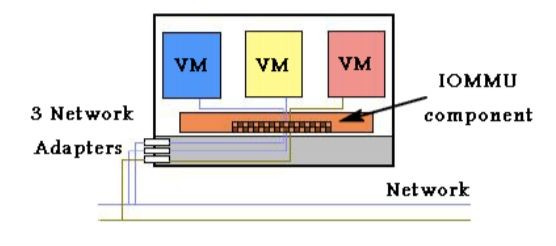 VM VM VM
IOMMU
component
3 Network
Adapters
Network